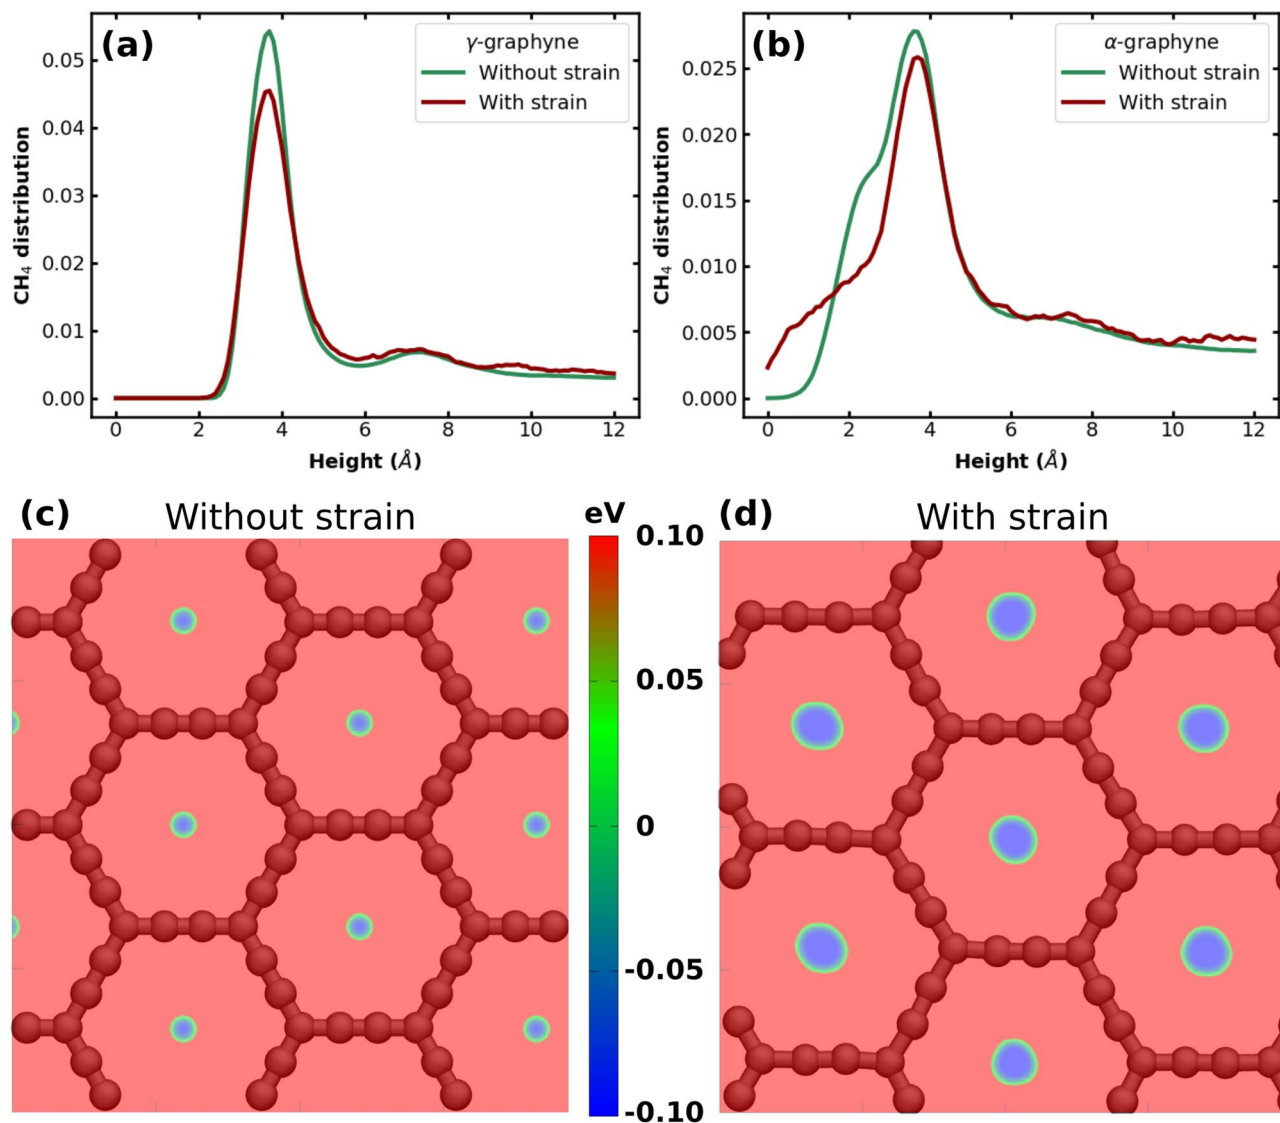 (a)
γ-graphyne
Without strain
With strain
CH₄ distribution
0.05
0.04
0.03
0.02
0.01
0.00
0 2 4 6 8 10 12
Height (Å)
(b)
α-graphyne
Without strain
With strain
CH₄ distribution
0.025
0.020
0.015
0.010
0.005
0.000
0 2 4 6 8 10 12
Height (Å)
(c) Without strain
eV
0.10
0.05
0
-0.05
-0.10
(d) With strain